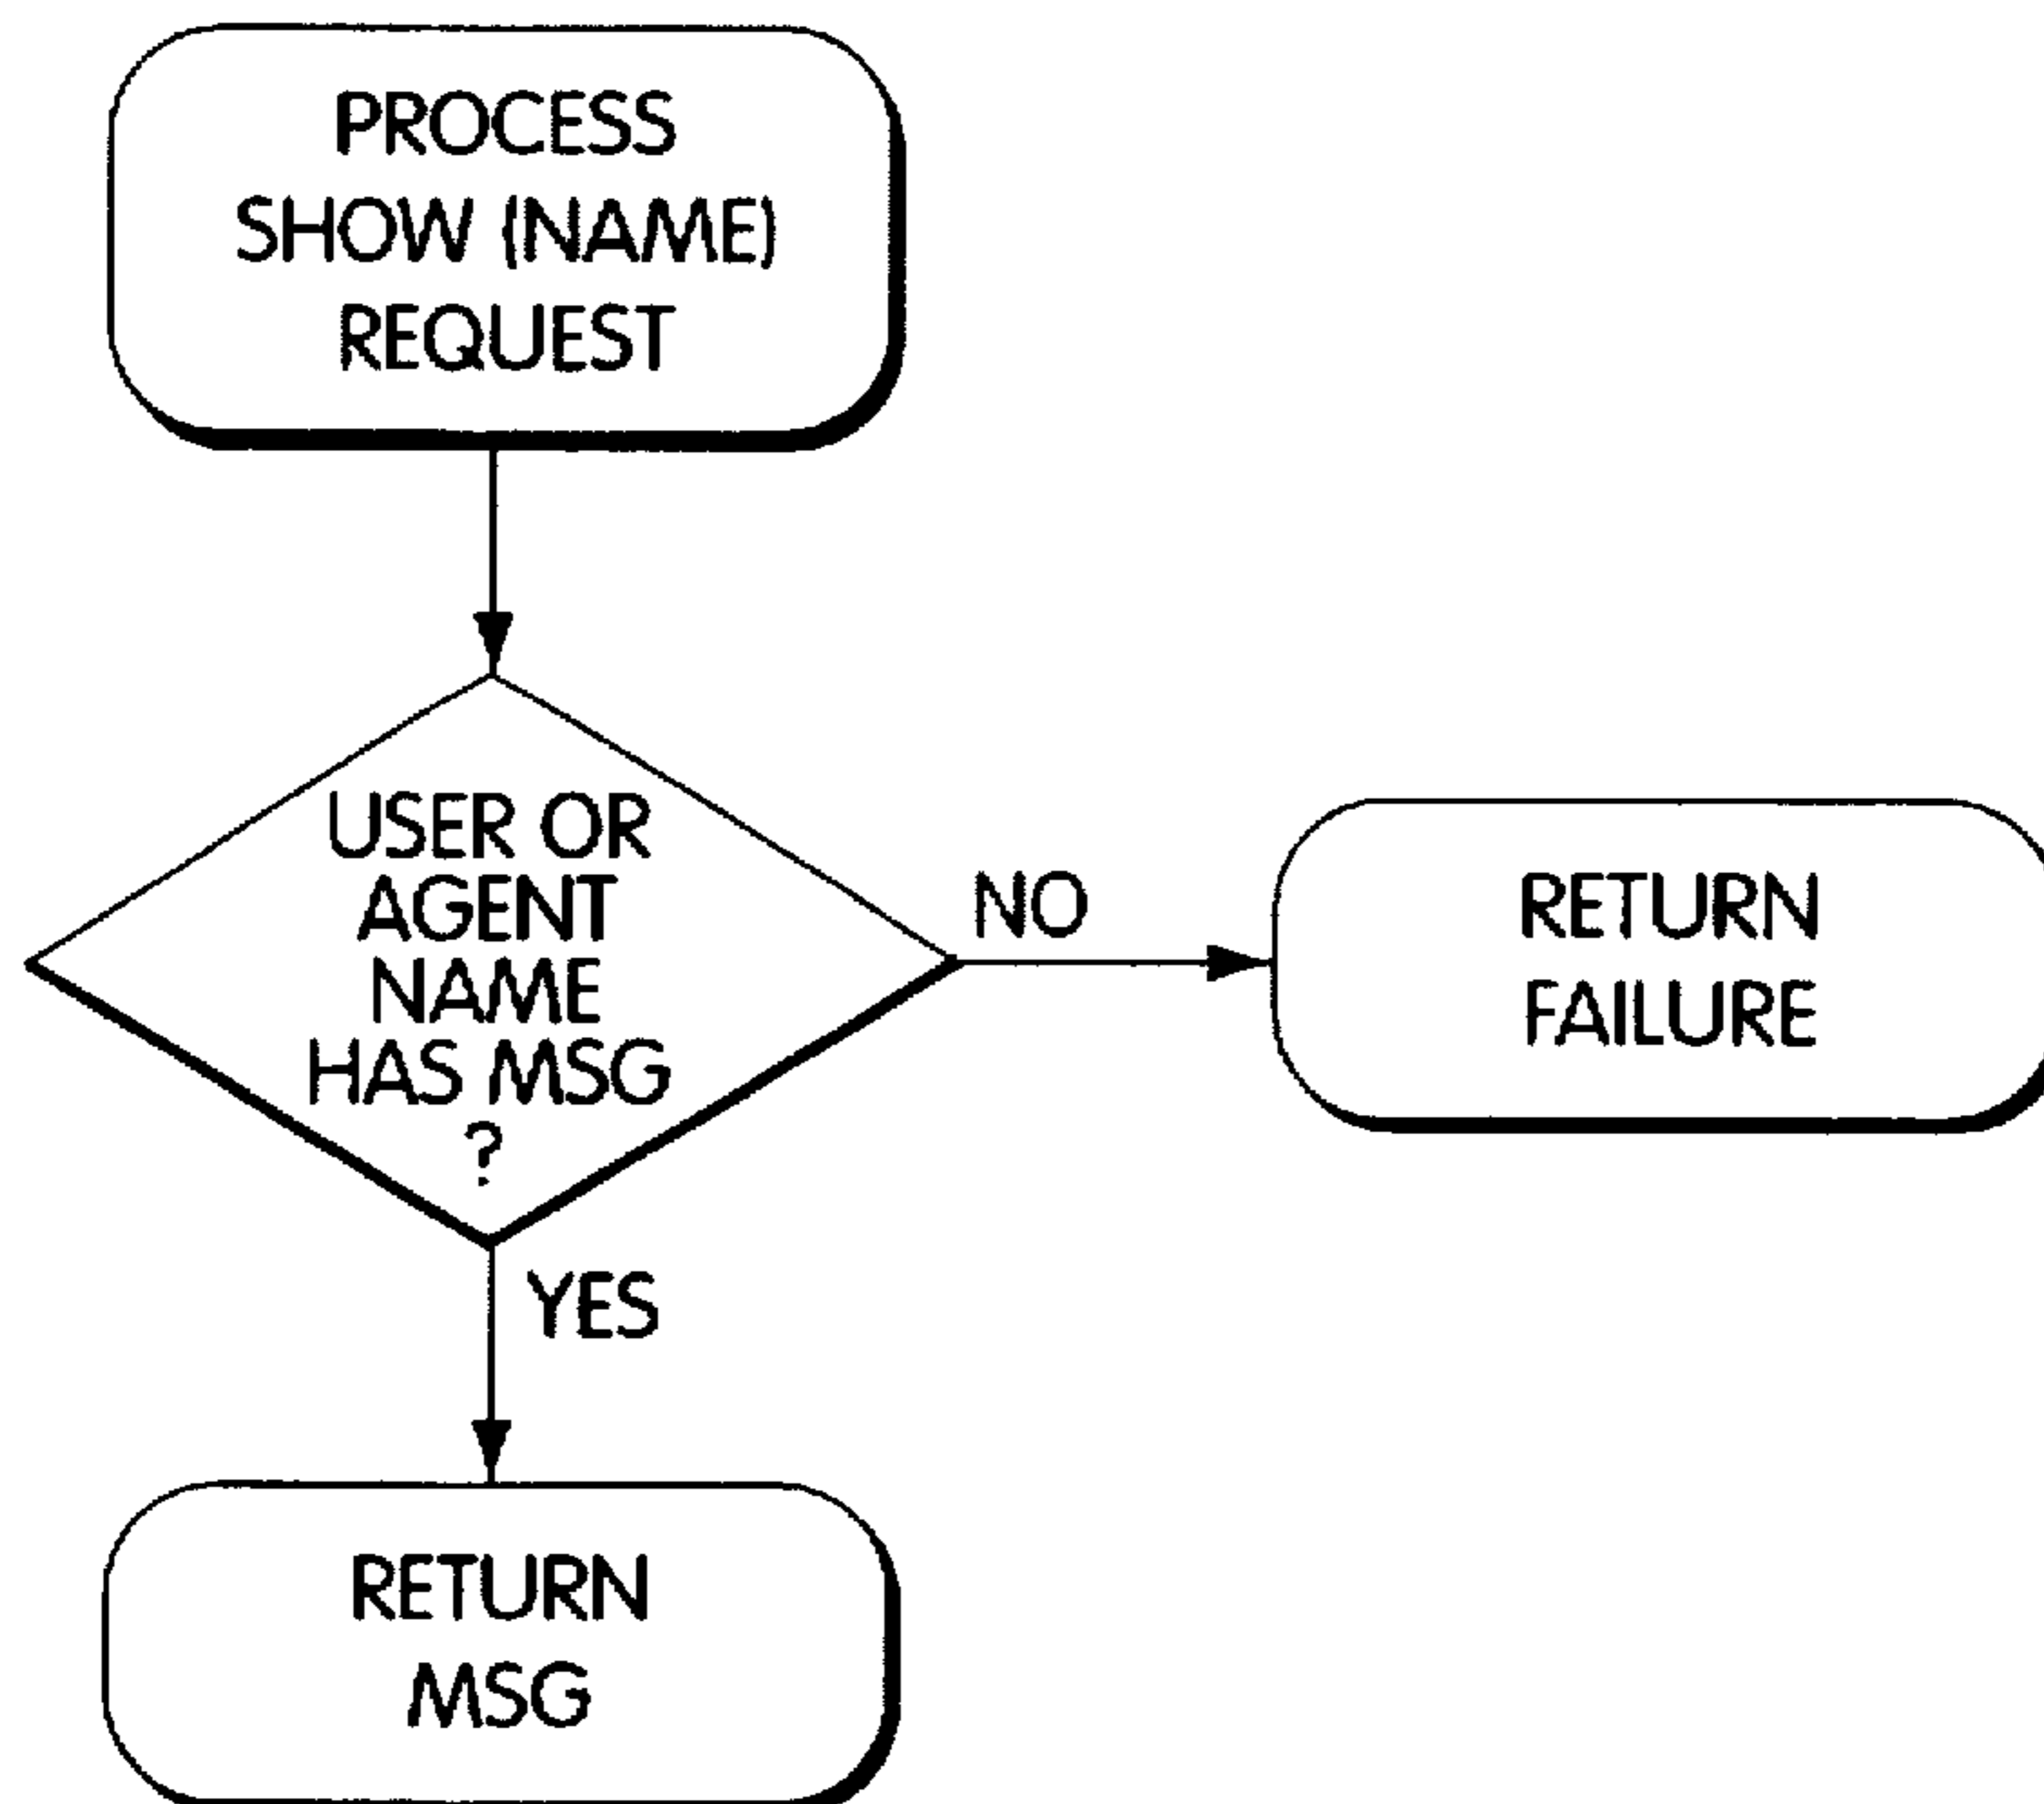 PROCESS
SHOW (NAME)
REQUEST
USER OR
AGENT
NAME
HAS MSG
?
NO
RETURN
FAILURE
YES
RETURN
MSG